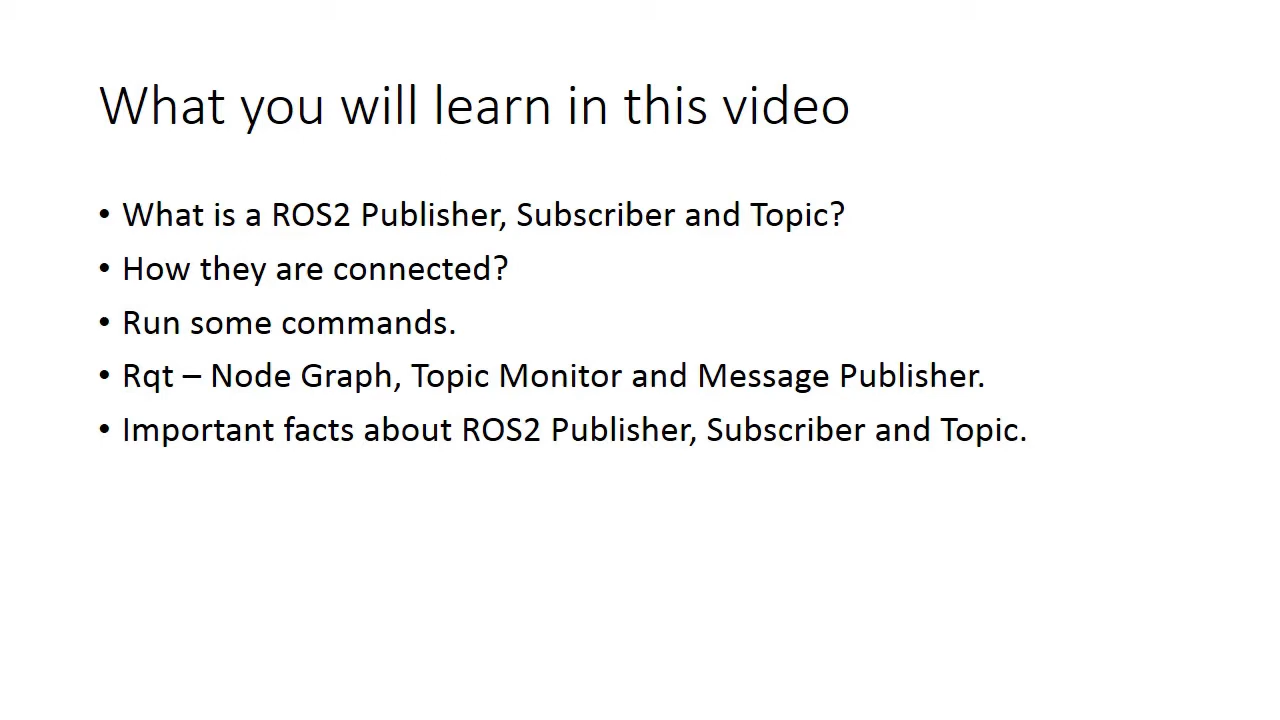 What you will learn in this video
• What is a ROS2 Publisher, Subscriber and Topic?
• How they are connected?
• Run some commands.
• Rqt – Node Graph, Topic Monitor and Message Publisher.
• Important facts about ROS2 Publisher, Subscriber and Topic.